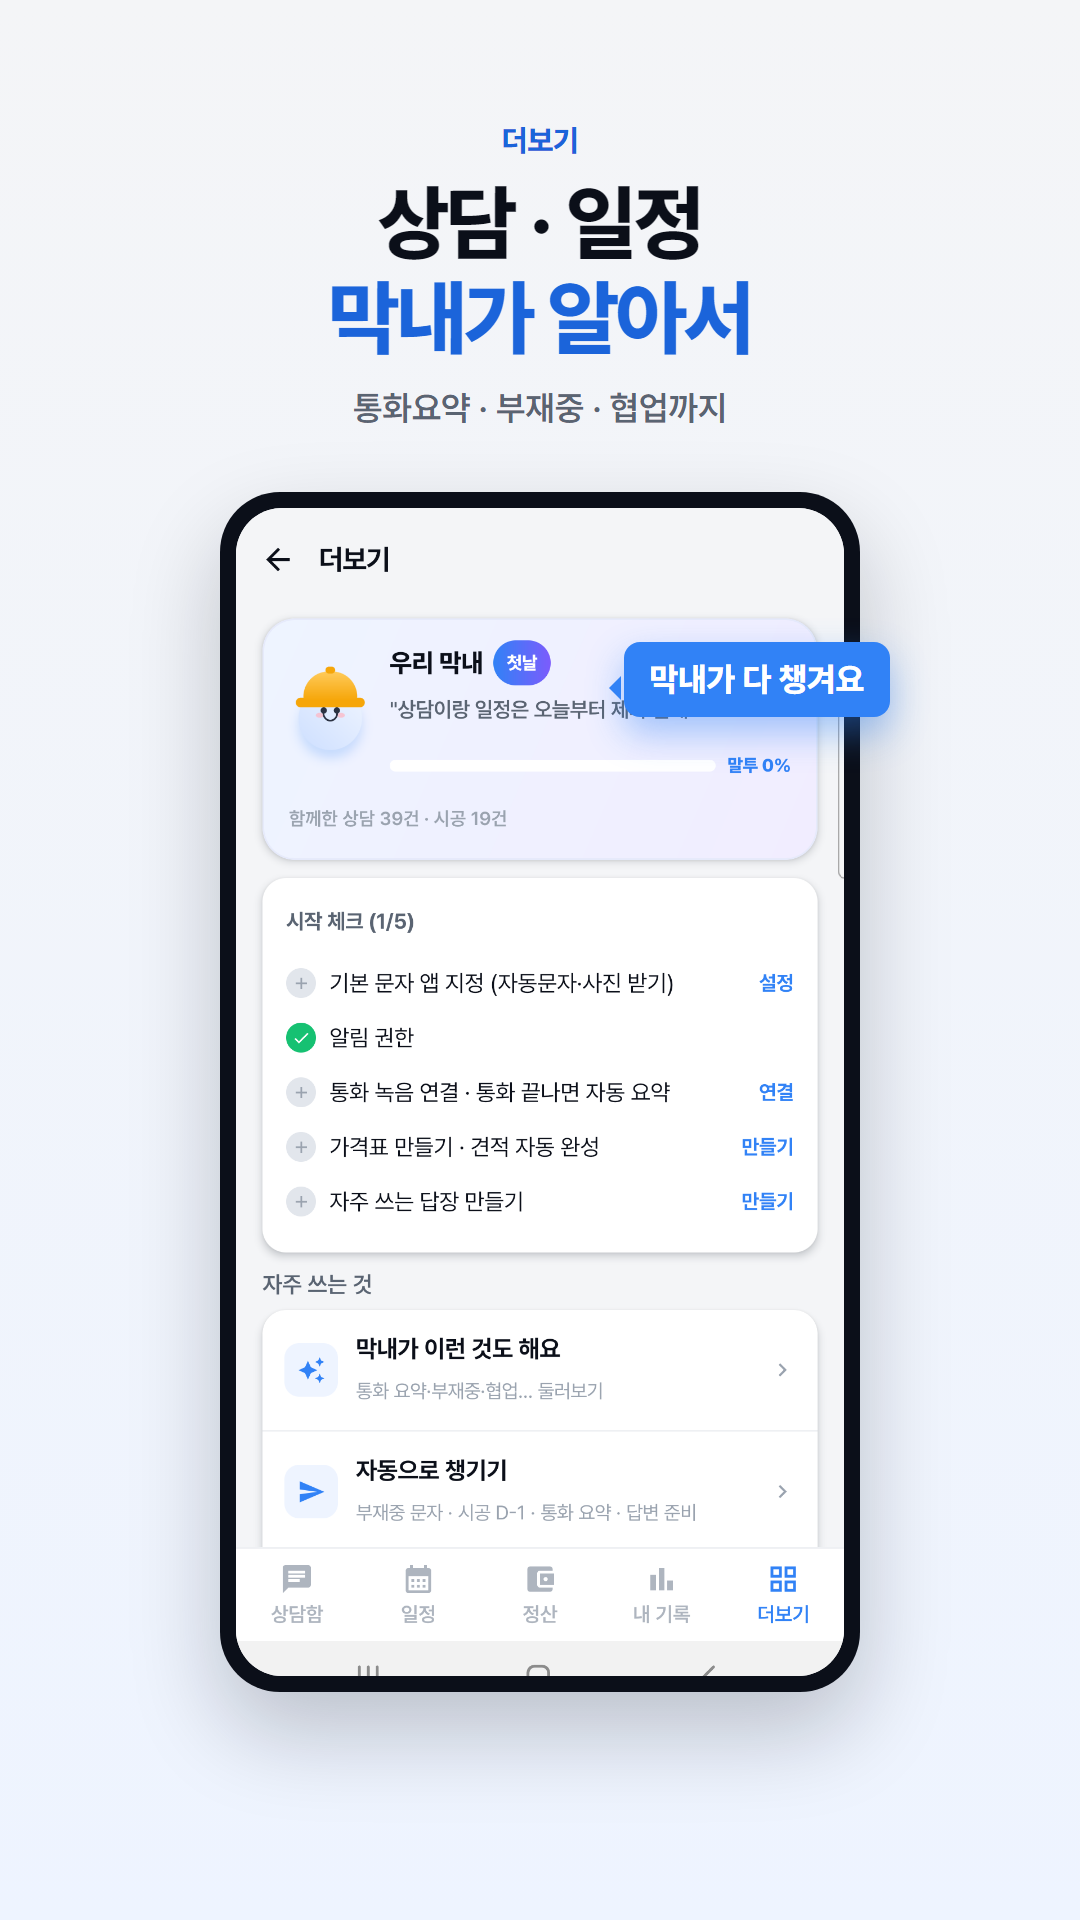 더보기
상담 · 일정
막내가 알아서
통화요약 · 부재중 · 협업까지
더보기
우리 막내 첫날
막내가 다 챙겨요
"상담이랑 일정은 오늘부터
말투 0%
함께한 상담 39건 · 시공 19건
시작 체크 (1/5)
기본 문자 앱 지정 (자동문자·사진 받기) 설정
알림 권한
통화 녹음 연결 · 통화 끝나면 자동 요약 연결
가격표 만들기 · 견적 자동 완성 만들기
자주 쓰는 답장 만들기 만들기
자주 쓰는 것
막내가 이런 것도 해요
통화 요약·부재중·협업... 둘러보기
자동으로 챙기기
부재중 문자 · 시공 D-1 · 통화 요약 · 답변 준비
상담함 일정 정산 내 기록 더보기